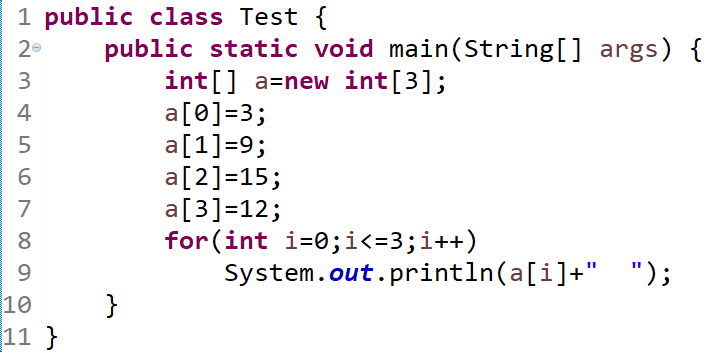 1 public class Test {
2 public static void main(String[] args) {
3 int[] a=new int[3];
4 a[0]=3;
5 a[1]=9;
6 a[2]=15;
7 a[3]=12;
8 for(int i=0;i<=3;i++)
9 System.out.println(a[i]+"  ");
10 }
11 }